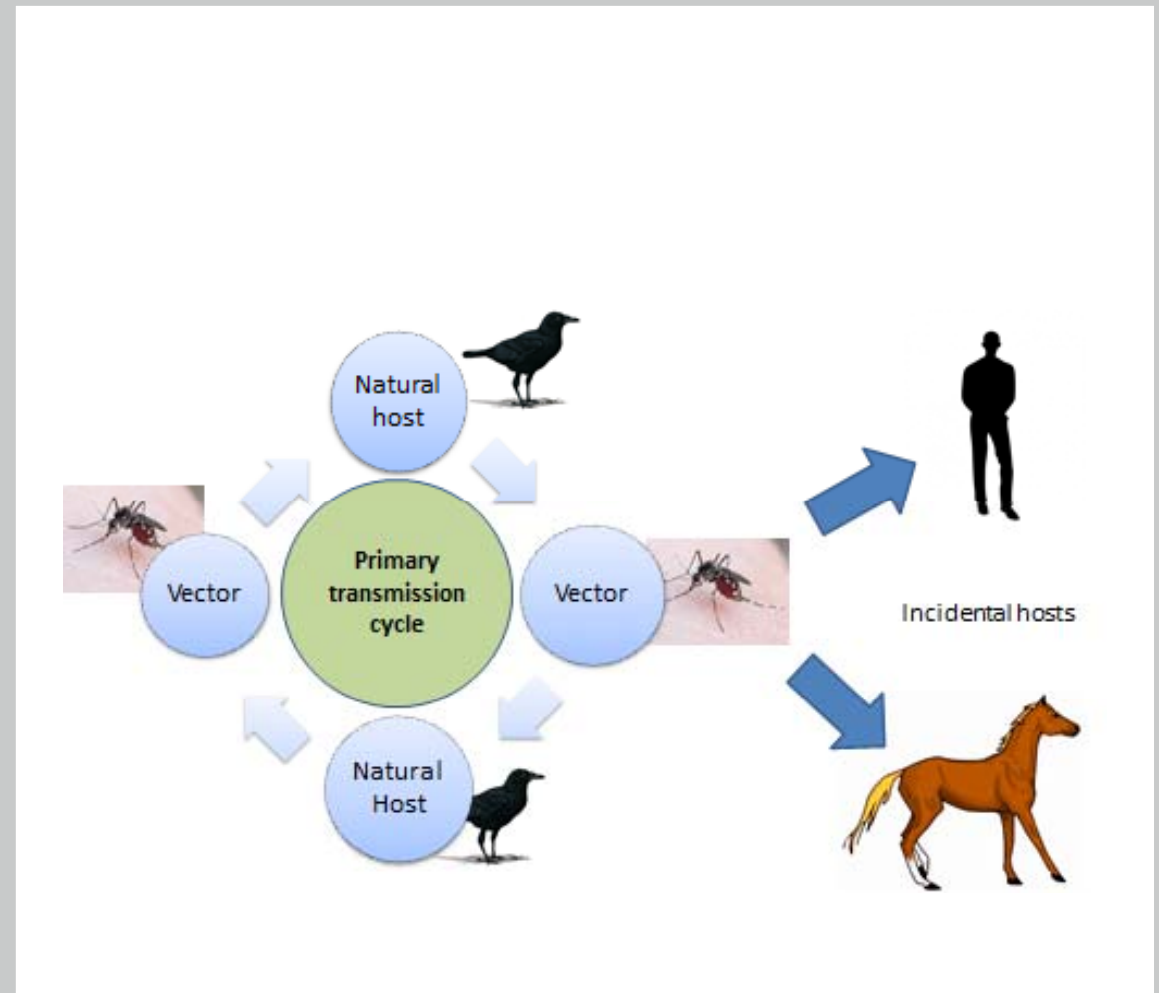 Natural
host
Vector
Primary
transmission
cycle
Vector
Incidental hosts
Natural
Host